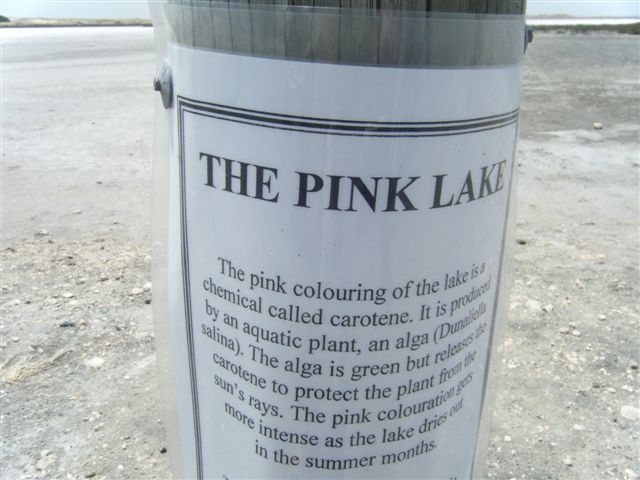 THE PINK LAKE
The pink colouring of the lake is a
chemical called carotene. It is produced
by an aquatic plant, an alga (Dunaliella
salina). The alga is green but releases the
carotene to protect the plant from the
sun's rays. The pink colouration gets
more intense as the lake dries out
in the summer months.